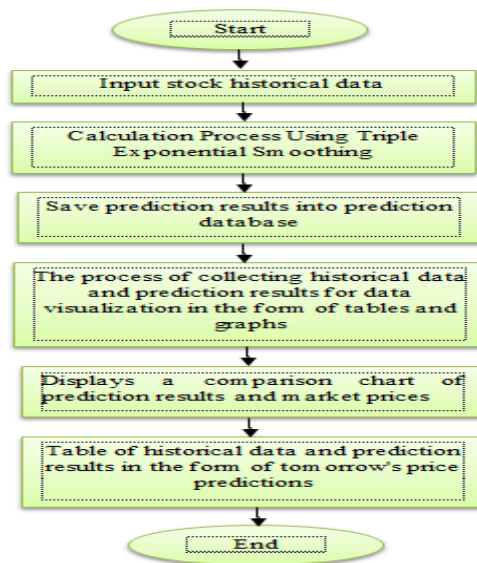 Start
Input stock historical data
Calculation Process Using Triple
Exponential Smoothing
Save prediction results into prediction
database
The process of collecting historical data
and prediction results for data
visualization in the form of tables and
graphs
Displays a comparison chart of
prediction results and market prices
Table of historical data and prediction
results in the form of tomorrow's price
predictions
End